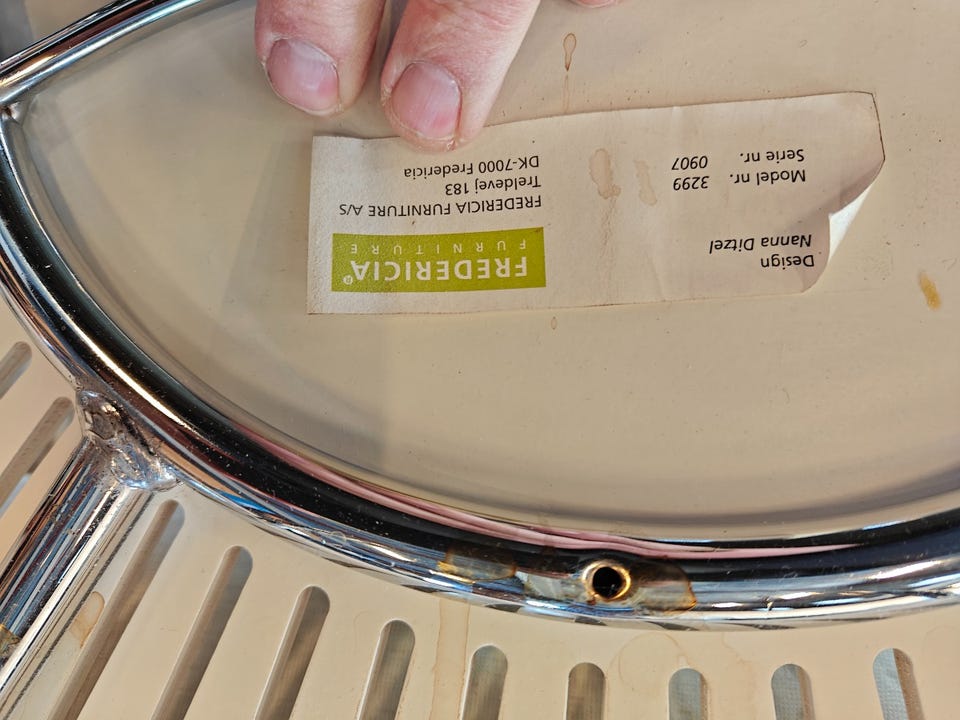 Design
Nanna Ditzel
Model nr. 3299
Serie nr. 0907
FREDERICIA®
FURNITURE
FREDERICIA FURNITURE A/S
Treldevej 183
DK-7000 Fredericia